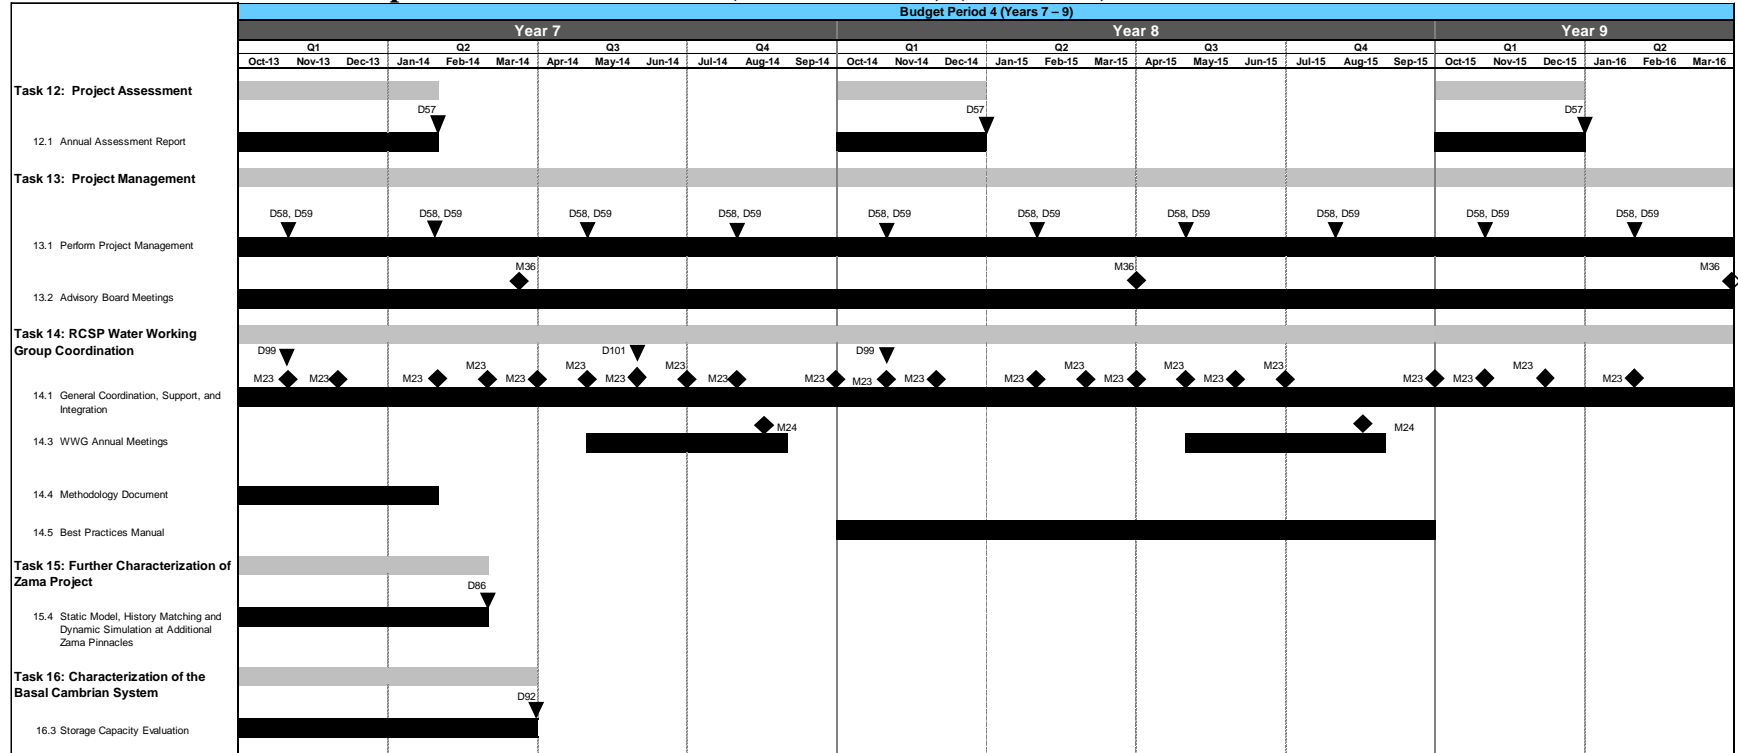 Budget Period 4 (Years 7 – 9)
Year 7 Year 8 Year 9
Q1 Q2 Q3 Q4 Q1 Q2 Q3 Q4 Q1 Q2
Oct-13 Nov-13 Dec-13 Jan-14 Feb-14 Mar-14 Apr-14 May-14 Jun-14 Jul-14 Aug-14 Sep-14 Oct-14 Nov-14 Dec-14 Jan-15 Feb-15 Mar-15 Apr-15 May-15 Jun-15 Jul-15 Aug-15 Sep-15 Oct-15 Nov-15 Dec-15 Jan-16 Feb-16 Mar-16
Task 12: Project Assessment
D57 D57 D57
12.1 Annual Assessment Report
Task 13: Project Management
D58, D59 D58, D59 D58, D59 D58, D59 D58, D59 D58, D59 D58, D59 D58, D59 D58, D59 D58, D59
13.1 Perform Project Management
M36 M36 M36
13.2 Advisory Board Meetings
Task 14: RCSP Water Working
Group Coordination
D99 D101 D99
M23 M23 M23 M23 M23 M23 M23
M23 M23 M23 M23 M23 M23 M23 M23 M23 M23 M23 M23 M23 M23 M23
14.1 General Coordination, Support, and
Integration
14.3 WWG Annual Meetings
M24 M24
14.4 Methodology Document
14.5 Best Practices Manual
Task 15: Further Characterization of
Zama Project
D86
15.4 Static Model, History Matching and
Dynamic Simulation at Additional
Zama Pinnacles
Task 16: Characterization of the
Basal Cambrian System
D92
16.3 Storage Capacity Evaluation